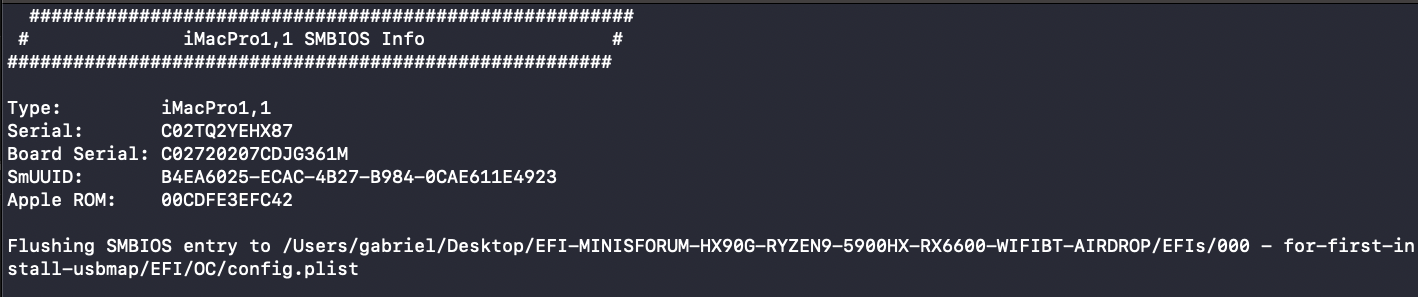 #######################################################
# iMacPro1,1 SMBIOS Info #
#######################################################
Type: iMacPro1,1
Serial: C02TQ2YEHX87
Board Serial: C02720207CDJG361M
SmUUID: B4EA6025-ECAC-4B27-B984-0CAE611E4923
Apple ROM: 00CDFE3EFC42
Flushing SMBIOS entry to /Users/gabriel/Desktop/EFI-MINISFORUM-HX90G-RYZEN9-5900HX-RX6600-WIFIBT-AIRDROP/EFIs/000 - for-first-in
stall-usbmap/EFI/OC/config.plist